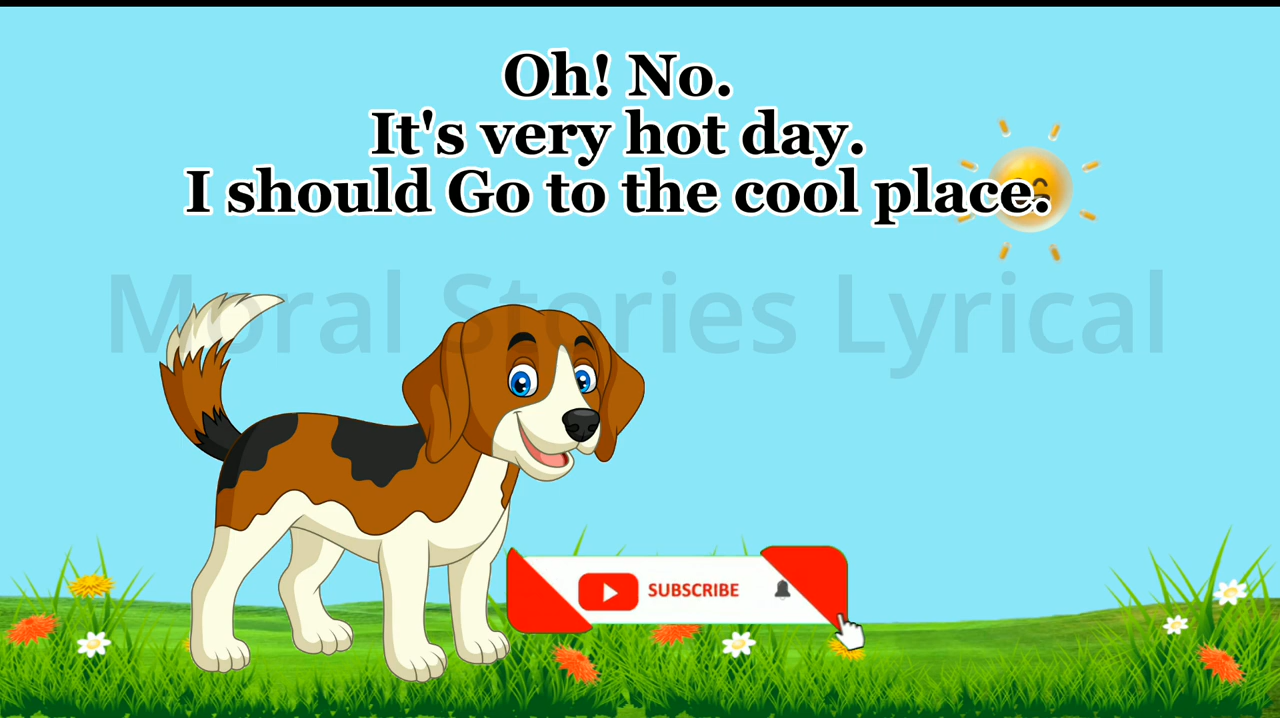 Oh! No.
It's very hot day.
I should Go to the cool place.
Moral Stories Lyrical
SUBSCRIBE